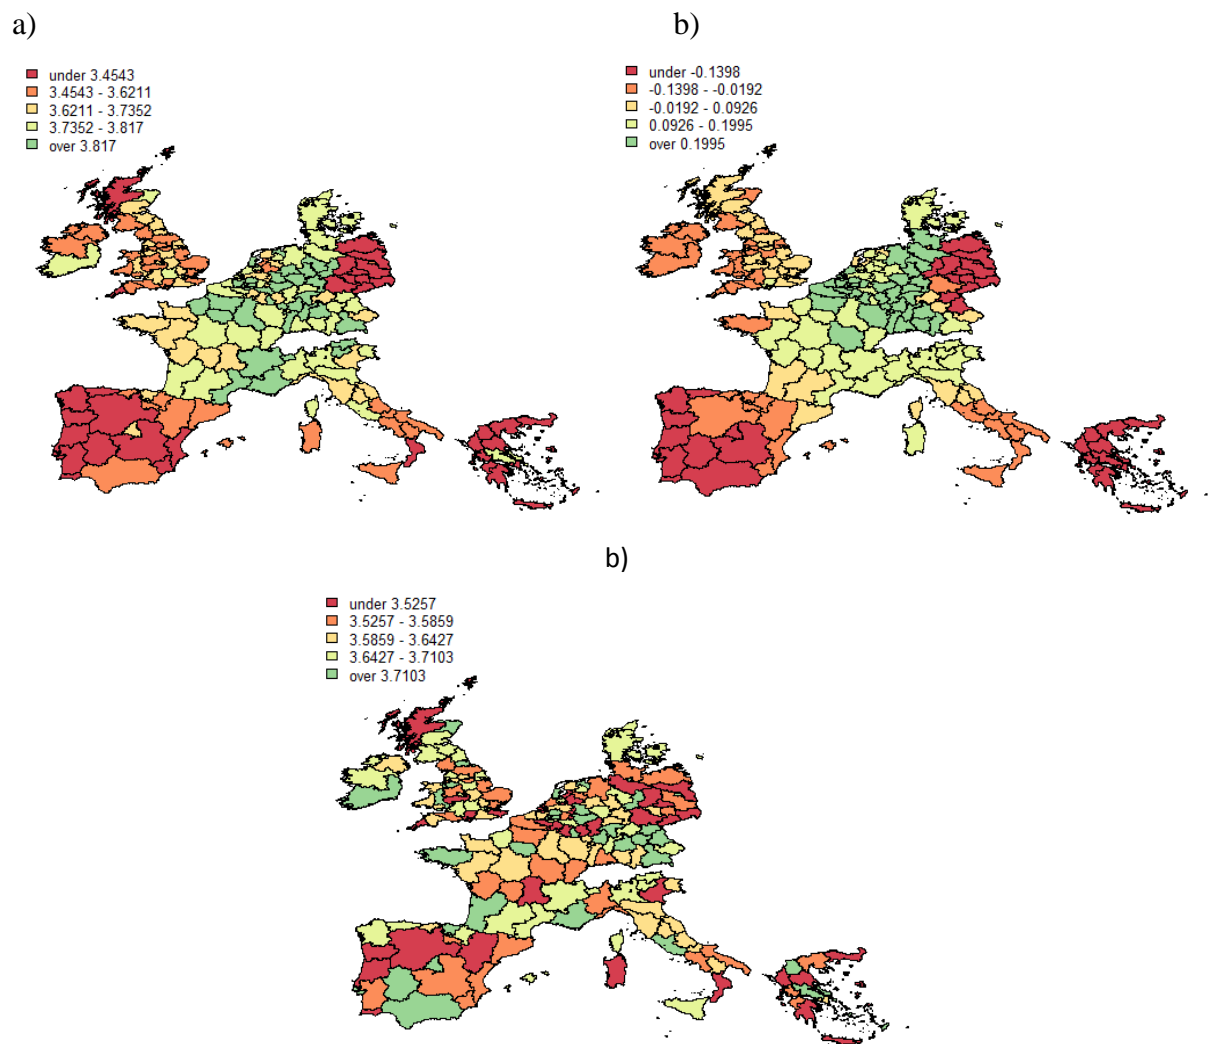 a)
b)
under 3.4543
3.4543 - 3.6211
3.6211 - 3.7352
3.7352 - 3.817
over 3.817
under -0.1398
-0.1398 - -0.0192
-0.0192 - 0.0926
0.0926 - 0.1995
over 0.1995
b)
under 3.5257
3.5257 - 3.5859
3.5859 - 3.6427
3.6427 - 3.7103
over 3.7103